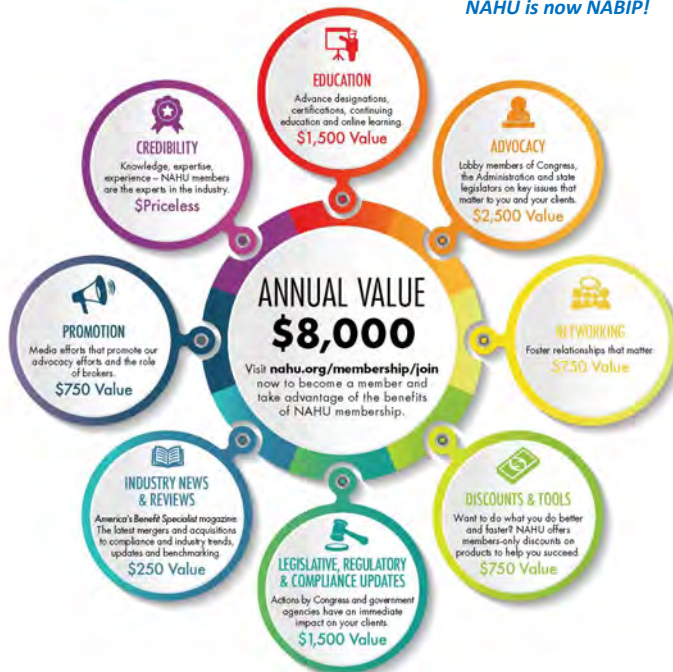 NAHU is now NABIP!
EDUCATION
Advance designations,
certifications, continuing
education and online learning.
$1,500 Value
ADVOCACY
Lobby members of Congress,
the Administration and state
legislators on key issues that
matter to you and your clients.
$2,500 Value
NETWORKING
Foster relationships that matter
$750 Value
DISCOUNTS & TOOLS
Want to do what you do better
and faster? NAHU offers
members-only discounts on
products to help you succeed.
$750 Value
LEGISLATIVE, REGULATORY
& COMPLIANCE UPDATES
Actions by Congress and government
agencies have an immediate
impact on your clients.
$1,500 Value
INDUSTRY NEWS
& REVIEWS
America's Benefit Specialist magazine
The latest mergers and acquisitions
to compliance and industry trends,
updates and benchmarking.
$250 Value
PROMOTION
Media efforts that promote our
advocacy efforts and the role
of brokers.
$750 Value
CREDIBILITY
Knowledge, expertise,
experience – NAHU members
are the experts in the industry.
$Priceless
ANNUAL VALUE
$8,000
Visit nahu.org/membership/join
now to become a member and
take advantage of the benefits
of NAHU membership.